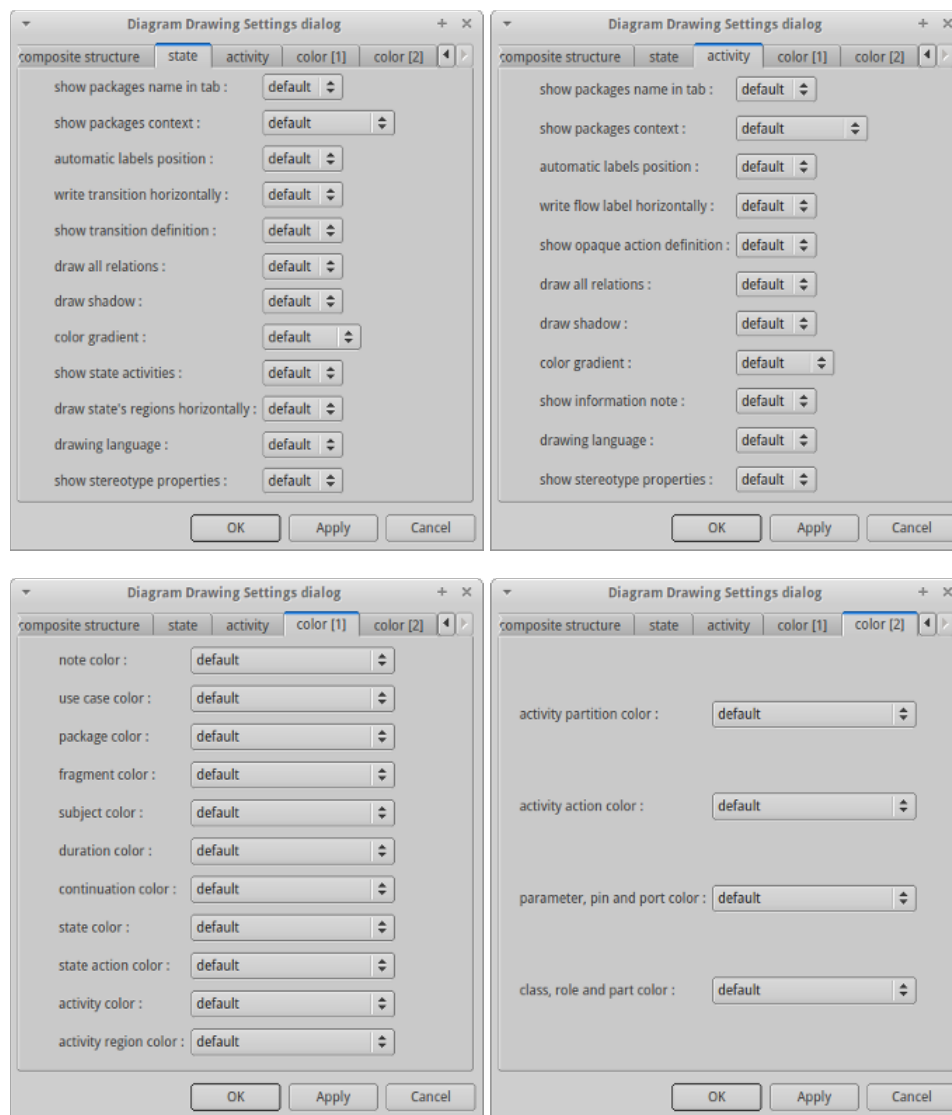 Diagram Drawing Settings dialog
composite structure state activity color [1] color [2]
show packages name in tab : default
show packages context : default
automatic labels position : default
write transition horizontally : default
show transition definition : default
draw all relations : default
draw shadow : default
color gradient : default
show state activities : default
draw state's regions horizontally : default
drawing language : default
show stereotype properties : default
OK Apply Cancel
Diagram Drawing Settings dialog
composite structure state activity color [1] color [2]
show packages name in tab : default
show packages context : default
automatic labels position : default
write flow label horizontally : default
show opaque action definition : default
draw all relations : default
draw shadow : default
color gradient : default
show information note : default
drawing language : default
show stereotype properties : default
OK Apply Cancel
Diagram Drawing Settings dialog
composite structure state activity color [1] color [2]
note color : default
use case color : default
package color : default
fragment color : default
subject color : default
duration color : default
continuation color : default
state color : default
state action color : default
activity color : default
activity region color : default
OK Apply Cancel
Diagram Drawing Settings dialog
composite structure state activity color [1] color [2]
activity partition color : default
activity action color : default
parameter, pin and port color : default
class, role and part color : default
OK Apply Cancel